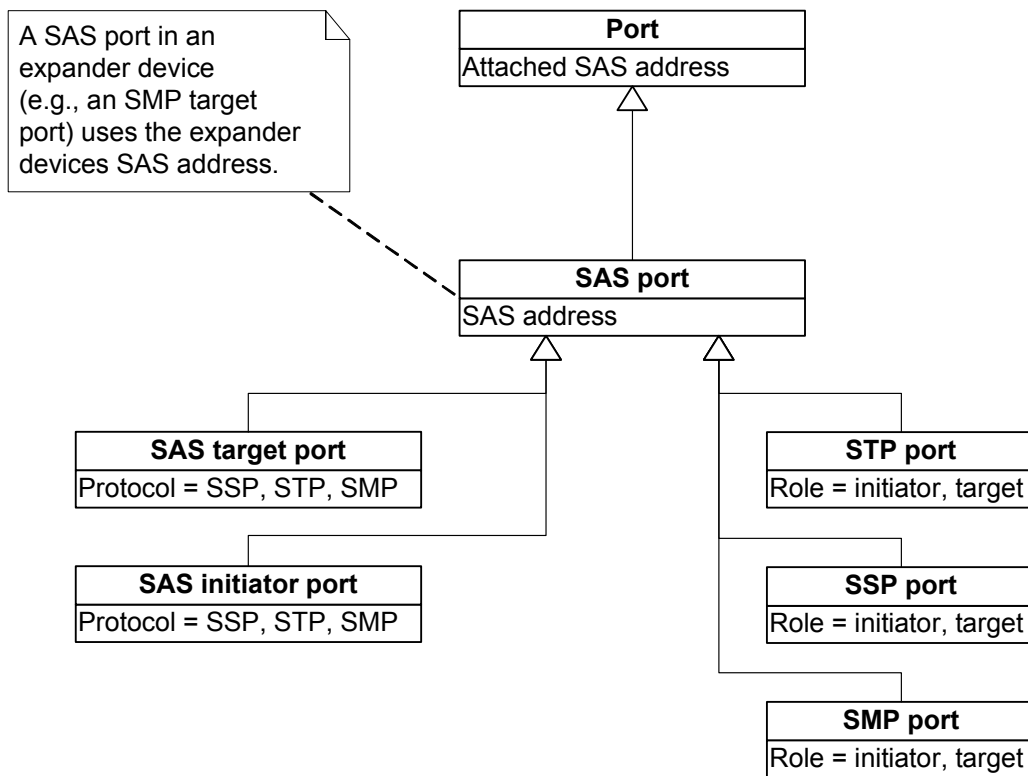 A SAS port in an
expander device
(e.g., an SMP target
port) uses the expander
devices SAS address.
Port
Attached SAS address
SAS port
SAS address
SAS target port
Protocol = SSP, STP, SMP
SAS initiator port
Protocol = SSP, STP, SMP
STP port
Role = initiator, target
SSP port
Role = initiator, target
SMP port
Role = initiator, target